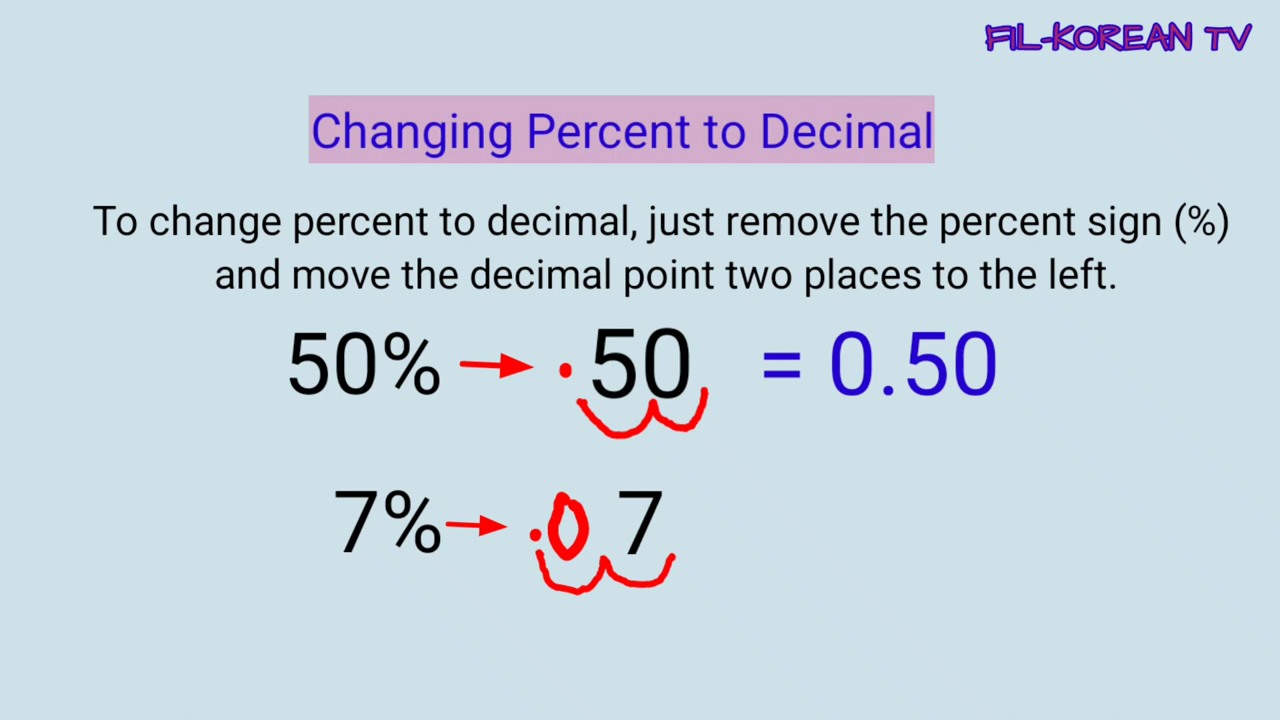 FIL-KOREAN TV
Changing Percent to Decimal
To change percent to decimal, just remove the percent sign (%)
and move the decimal point two places to the left.
50% → .50 = 0.50
7% → .07